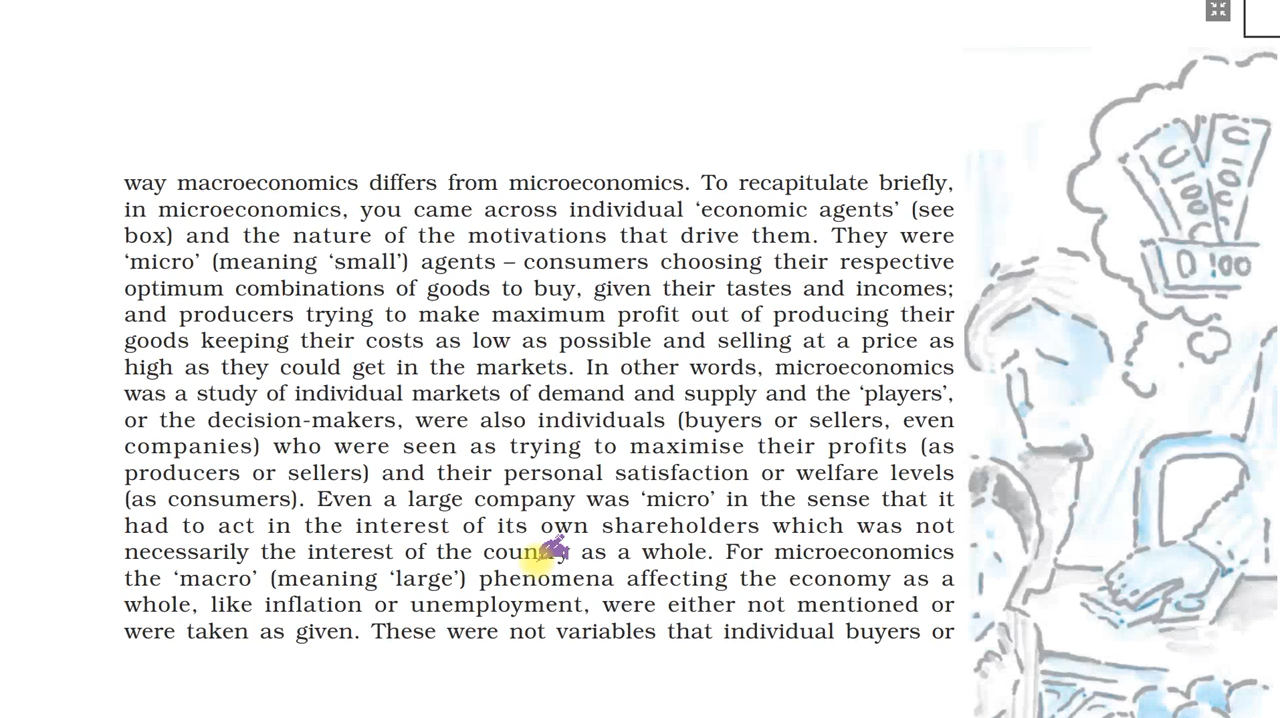 way macroeconomics differs from microeconomics. To recapitulate briefly,
in microeconomics, you came across individual ‘economic agents’ (see
box) and the nature of the motivations that drive them. They were
‘micro’ (meaning ‘small’) agents – consumers choosing their respective
optimum combinations of goods to buy, given their tastes and incomes;
and producers trying to make maximum profit out of producing their
goods keeping their costs as low as possible and selling at a price as
high as they could get in the markets. In other words, microeconomics
was a study of individual markets of demand and supply and the ‘players’,
or the decision-makers, were also individuals (buyers or sellers, even
companies) who were seen as trying to maximise their profits (as
producers or sellers) and their personal satisfaction or welfare levels
(as consumers). Even a large company was ‘micro’ in the sense that it
had to act in the interest of its own shareholders which was not
necessarily the interest of the country as a whole. For microeconomics
the ‘macro’ (meaning ‘large’) phenomena affecting the economy as a
whole, like inflation or unemployment, were either not mentioned or
were taken as given. These were not variables that individual buyers or